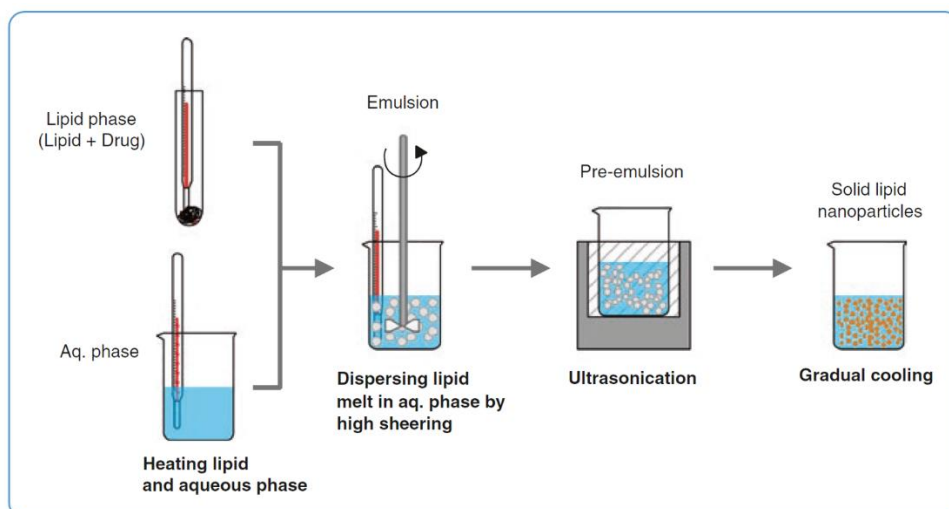 Lipid phase
(Lipid + Drug)
Aq. phase
Heating lipid
and aqueous phase
Emulsion
Dispersing lipid
melt in aq. phase by
high sheering
Pre-emulsion
Ultrasonication
Solid lipid
nanoparticles
Gradual cooling